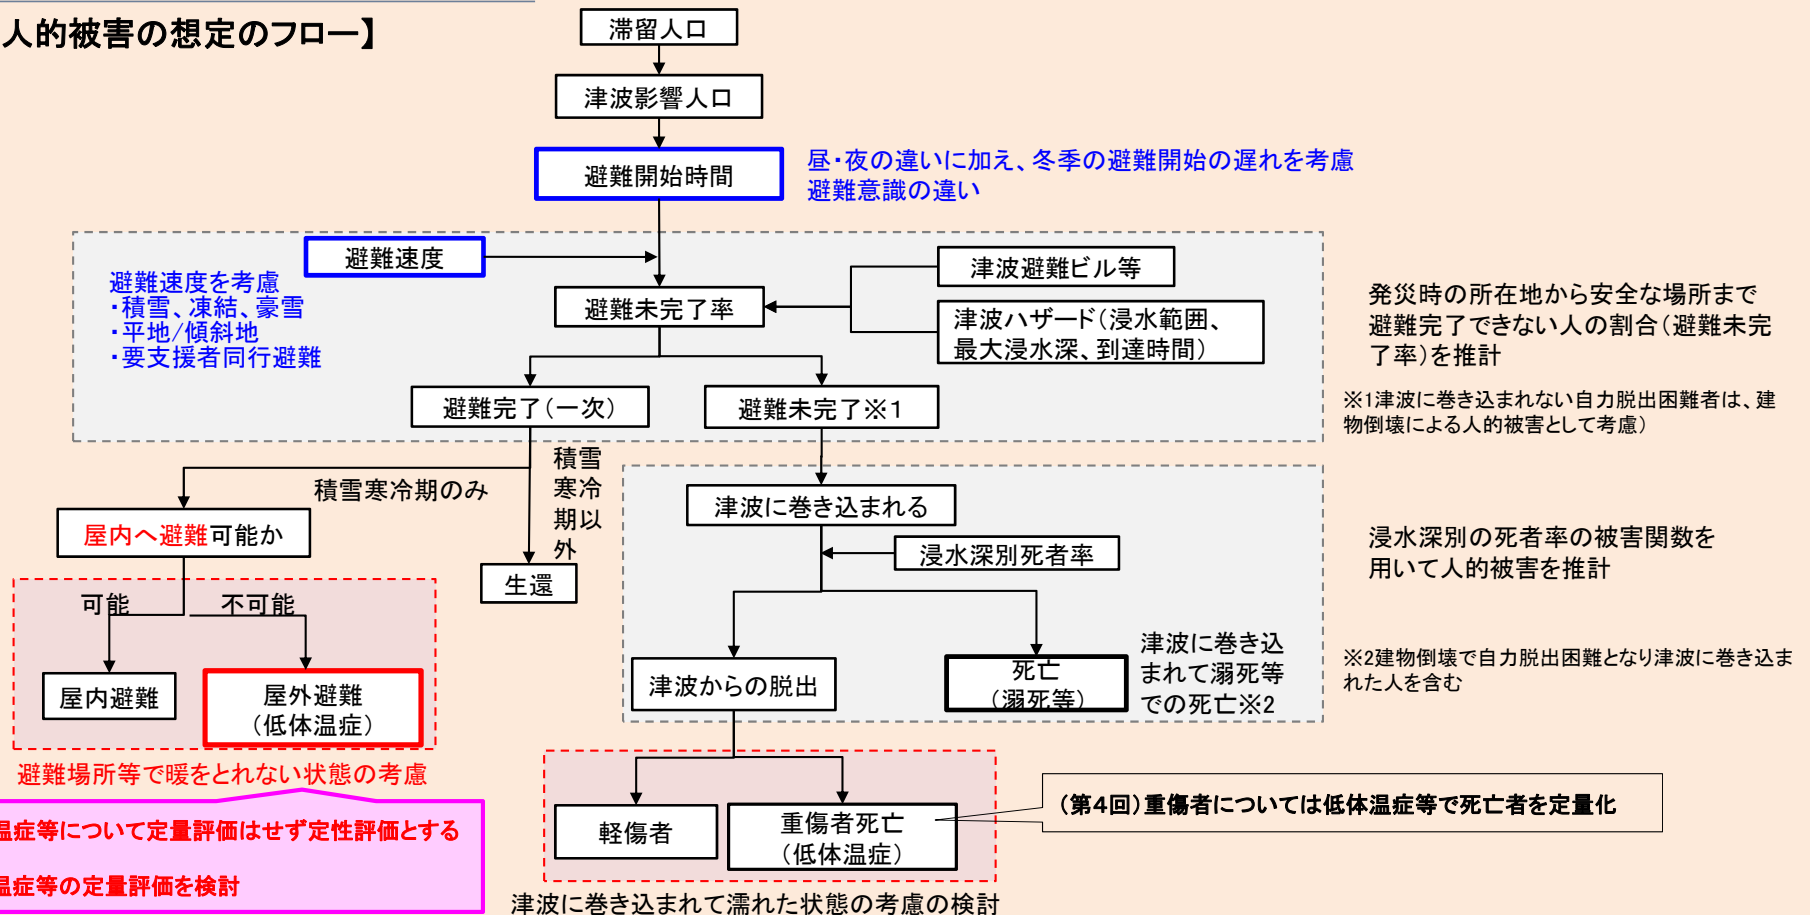 人的被害の想定のフロー】
滞留人口
津波影響人口
避難開始時間
昼・夜の違いに加え、冬季の避難開始の遅れを考慮
避難意識の違い
避難速度
避難速度を考慮
・積雪、凍結、豪雪
・平地/傾斜地
・要支援者同行避難
避難未完了率
津波避難ビル等
津波ハザード（浸水範囲、
最大浸水深、到達時間）
発災時の所在地から安全な場所まで
避難完了できない人の割合（避難未完
了率）を推計
避難完了（一次）
避難未完了※1
※1津波に巻き込まれない自力脱出困難者は、建
物倒壊による人的被害として考慮）
積雪寒冷期のみ
積雪
寒冷
期以
外
屋内へ避難可能か
生還
津波に巻き込まれる
浸水深別死者率
浸水深別の死者率の被害関数を
用いて人的被害を推計
可能
不可能
屋内避難
屋外避難
（低体温症）
津波からの脱出
死亡
（溺死等）
津波に巻き込
まれて溺死等
での死亡※2
※2建物倒壊で自力脱出困難となり津波に巻き込ま
れた人を含む
避難場所等で暖をとれない状態の考慮
温症等について定量評価はせず定性評価とする
温症等の定量評価を検討
軽傷者
重傷者死亡
（低体温症）
（第4回）重傷者については低体温症等で死亡者を定量化
津波に巻き込まれて濡れた状態の考慮の検討